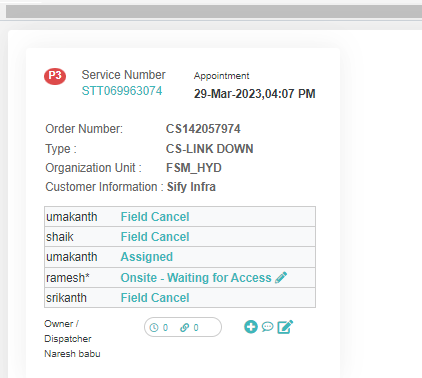 P3 Service Number Appointment
STT069963074 29-Mar-2023,04:07 PM
Order Number: CS142057974
Type : CS-LINK DOWN
Organization Unit : FSM_HYD
Customer Information : Sify Infra
umakanth Field Cancel
shaik Field Cancel
umakanth Assigned
ramesh* Onsite - Waiting for Access
srikanth Field Cancel
Owner / 0 0
Dispatcher
Naresh babu